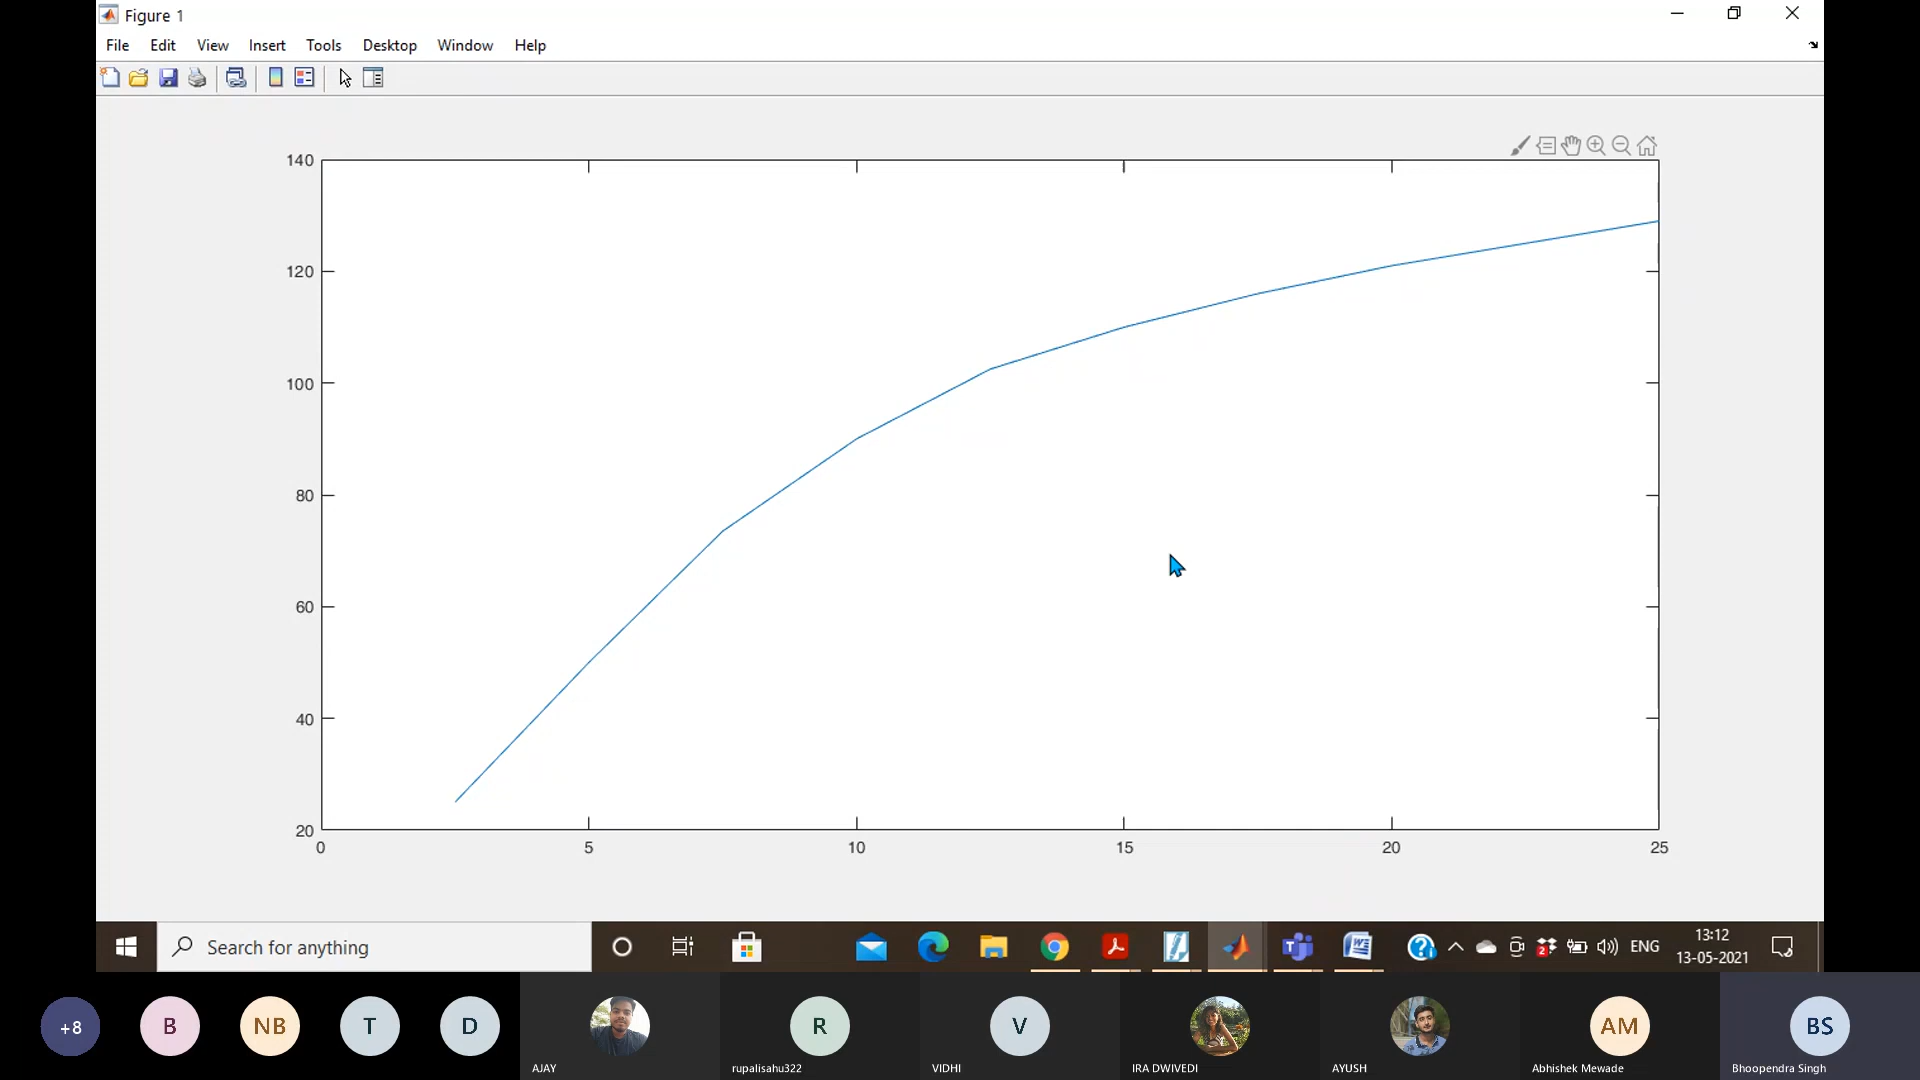 Figure 1
File Edit View Insert Tools Desktop Window Help
140
120
100
80
60
40
20
0 5 10 15 20 25
Search for anything
2
ENG
13:12
13-05-2021
+8
B
NB
T
D
R
V
AM
BS
AJAY
rupalisahu322
VIDHI
IRA DWIVEDI
AYUSH
Abhishek Mewade
Bhoopendra Singh